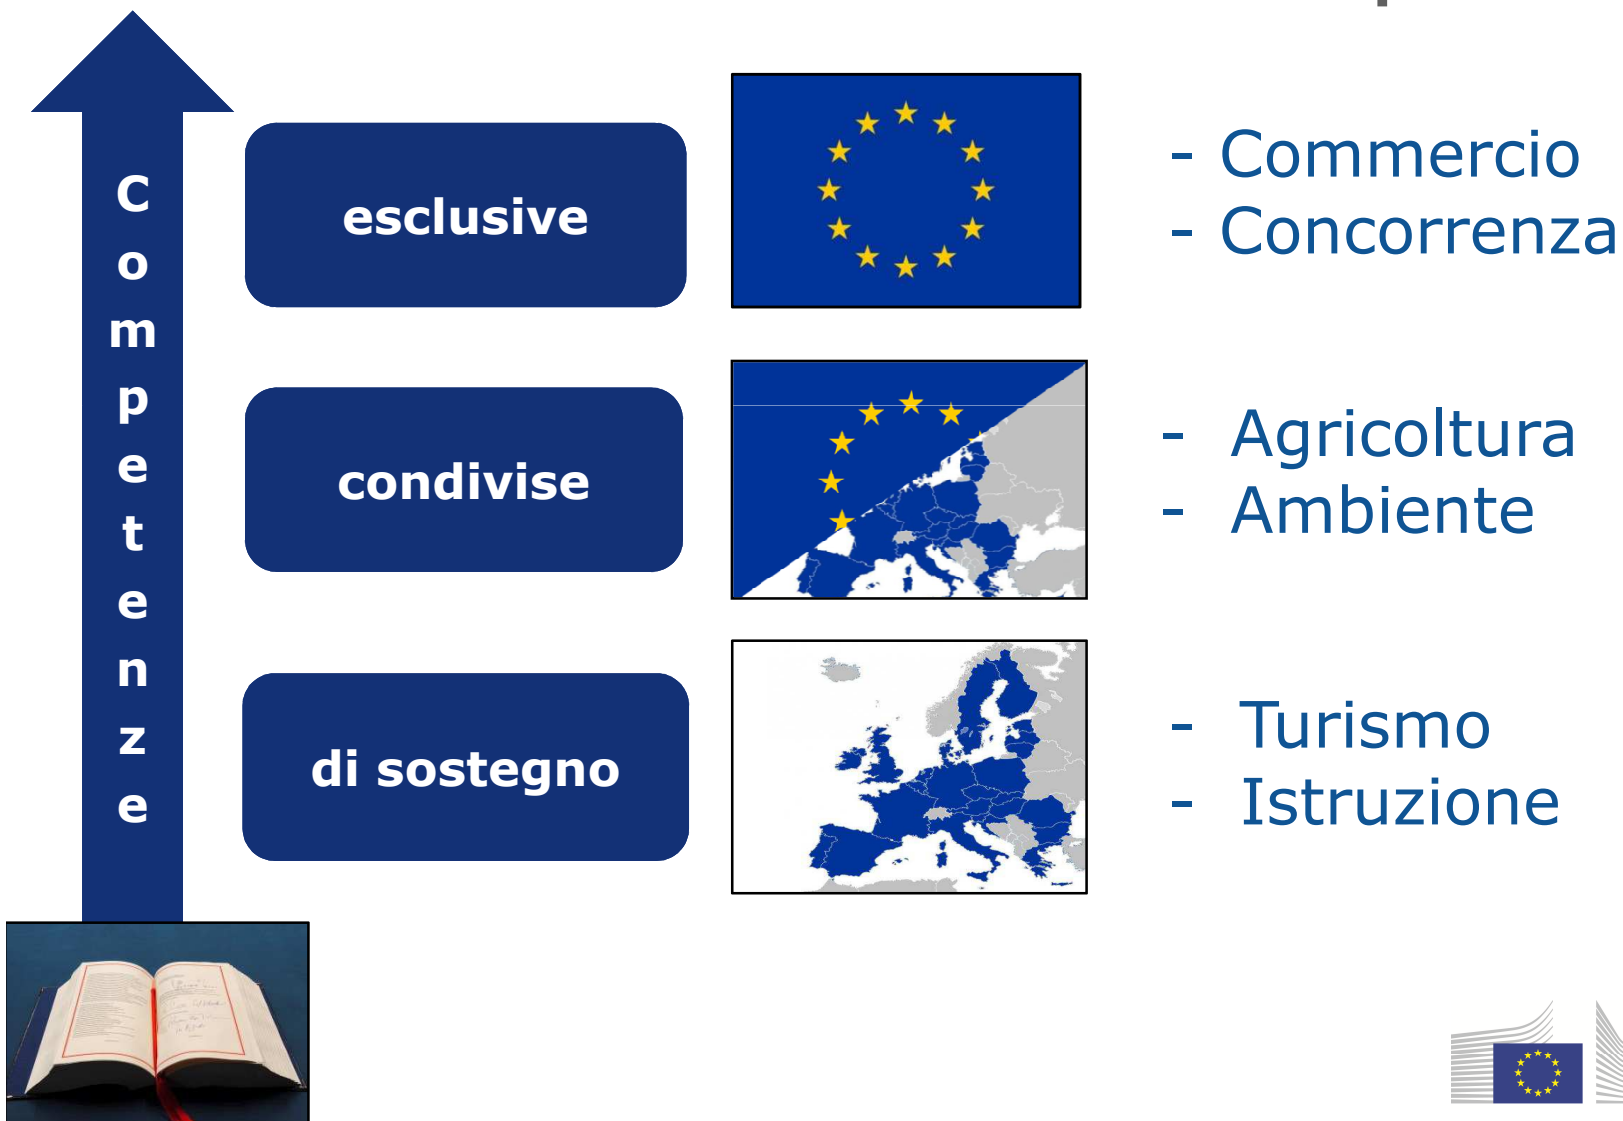 Competenze
esclusive
- Commercio
- Concorrenza
condivise
- Agricoltura
- Ambiente
di sostegno
- Turismo
- Istruzione